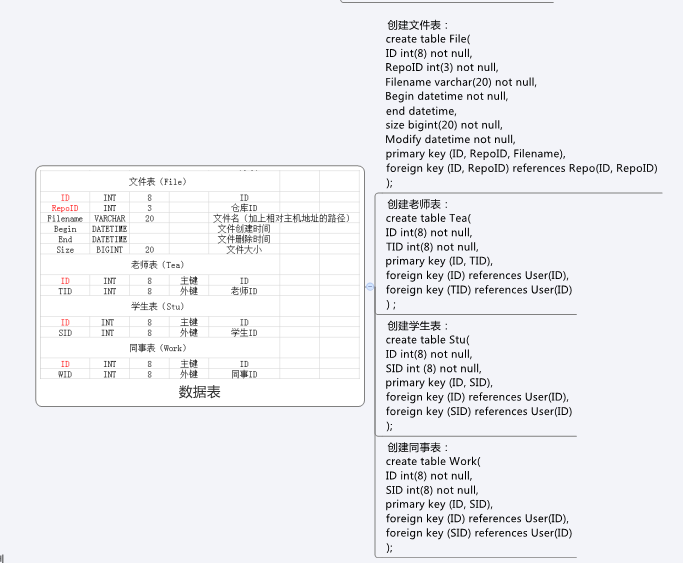 文件表（File）
ID INT 8 ID
RepoID INT 3 仓库ID
Filename VARCHAR 20 文件名（加上相对主机地址的路径）
Begin DATETIME 文件创建时间
End DATETIME 文件删除时间
Size BIGINT 20 文件大小
老师表（Tea）
ID INT 8 主键 ID
TID INT 8 外键 老师ID
学生表（Stu）
ID INT 8 主键 ID
SID INT 8 外键 学生ID
同事表（Work）
ID INT 8 主键 ID
WID INT 8 外键 同事ID
数据表
创建文件表：
create table File(
ID int(8) not null,
RepoID int(3) not null,
Filename varchar(20) not null,
Begin datetime not null,
end datetime,
size bigint(20) not null,
Modify datetime not null,
primary key (ID, RepoID, Filename),
foreign key (ID, RepoID) references Repo(ID, RepoID)
);
创建老师表：
create table Tea(
ID int(8) not null,
TID int(8) not null,
primary key (ID, TID),
foreign key (ID) references User(ID),
foreign key (TID) references User(ID)
) ;
创建学生表：
create table Stu(
ID int(8) not null,
SID int (8) not null,
primary key (ID, SID),
foreign key (ID) references User(ID),
foreign key (SID) references User(ID)
);
创建同事表：
create table Work(
ID int(8) not null,
SID int(8) not null,
primary key (ID, SID),
foreign key (ID) references User(ID),
foreign key (SID) references User(ID)
);